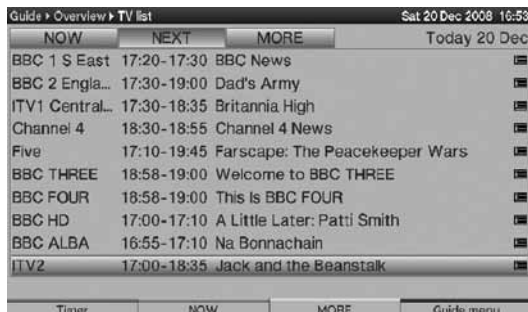 Guide ▸ Overview ▸ TV list Sat 20 Dec 2008 16:53
NOW NEXT MORE Today 20 Dec
BBC 1 S East 17:20-17:30 BBC News
BBC 2 Engla... 17:30-19:00 Dad's Army
ITV1 Central... 17:30-18:35 Britannia High
Channel 4 18:30-18:55 Channel 4 News
Five 17:10-19:45 Farscape: The Peacekeeper Wars
BBC THREE 18:58-19:00 Welcome to BBC THREE
BBC FOUR 18:58-19:00 This Is BBC FOUR
BBC HD 17:00-17:10 A Little Later: Patti Smith
BBC ALBA 16:55-17:10 Na Bonnachain
ITV2 17:00-18:35 Jack and the Beanstalk
Timer NOW MORE Guide menu